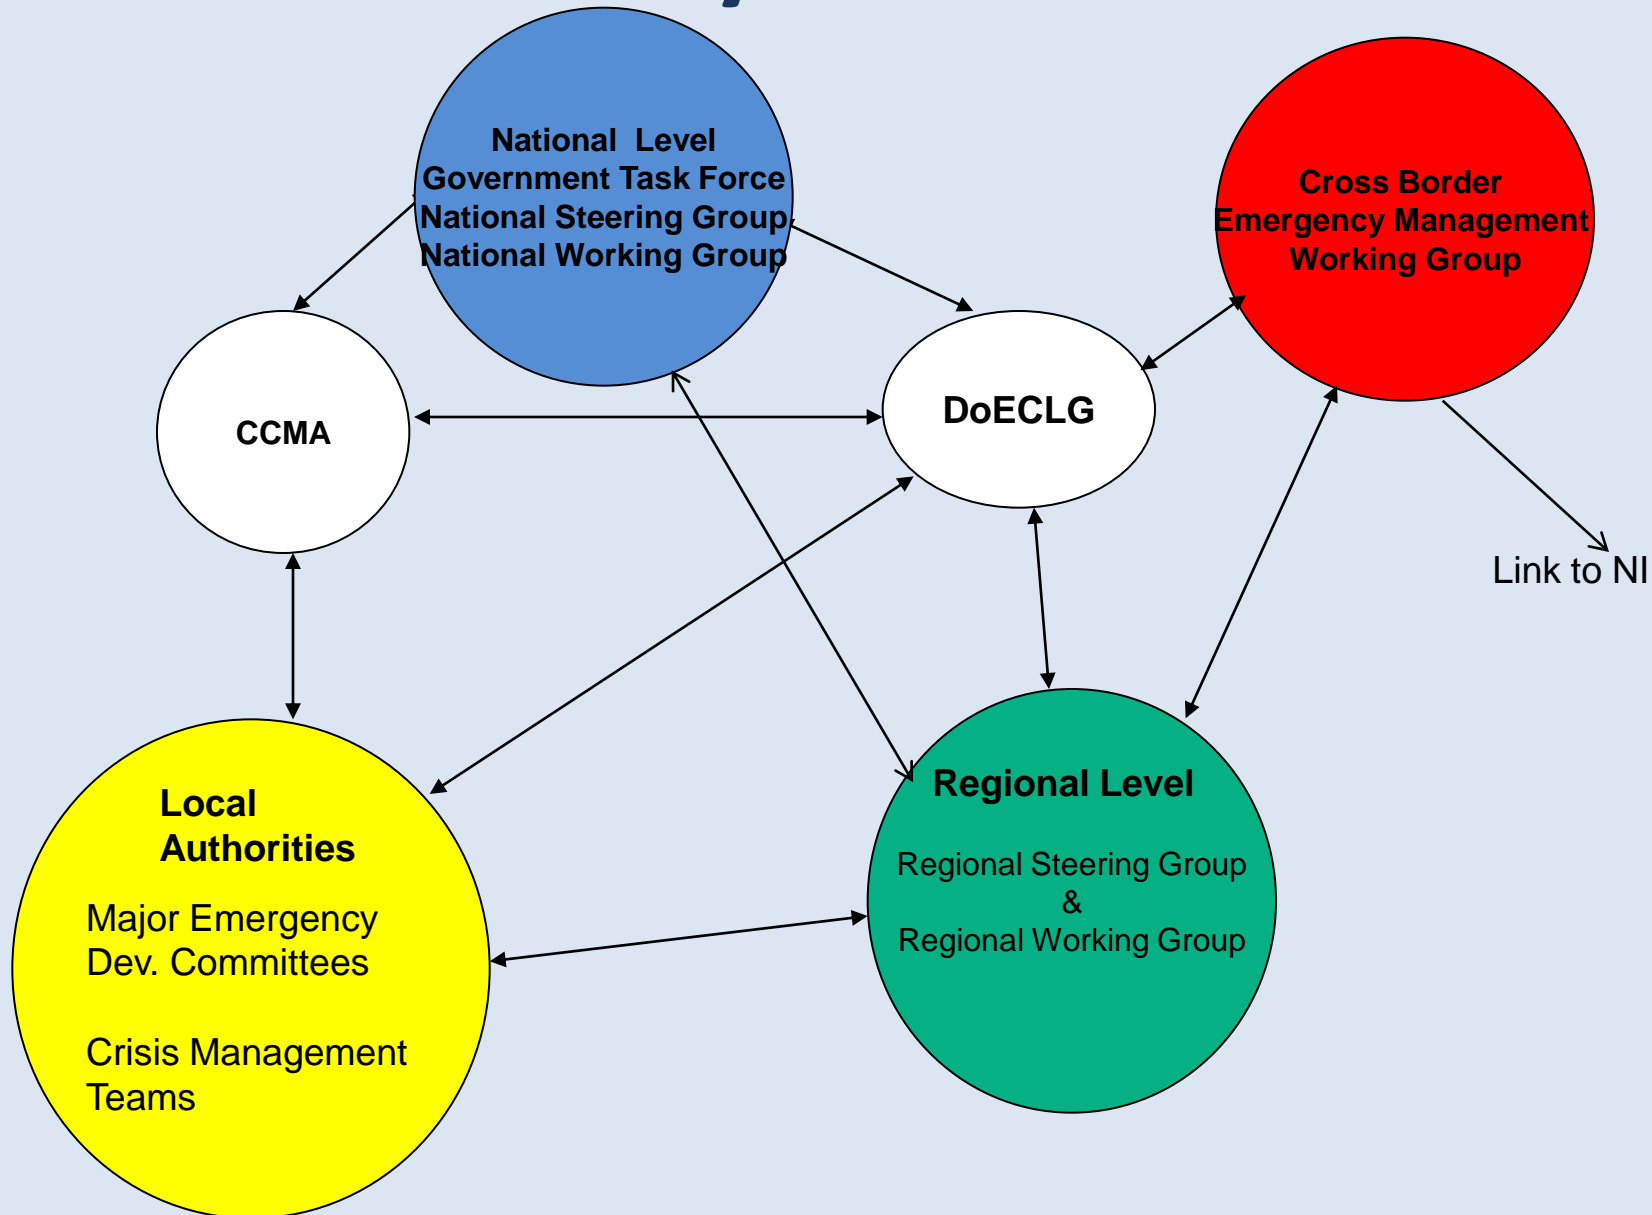 National Level
Government Task Force
National Steering Group
National Working Group
Cross Border
Emergency Management
Working Group
CCMA
DoECLG
Link to NI
Local
Authorities
Major Emergency
Dev. Committees
Crisis Management
Teams
Regional Level
Regional Steering Group
&
Regional Working Group